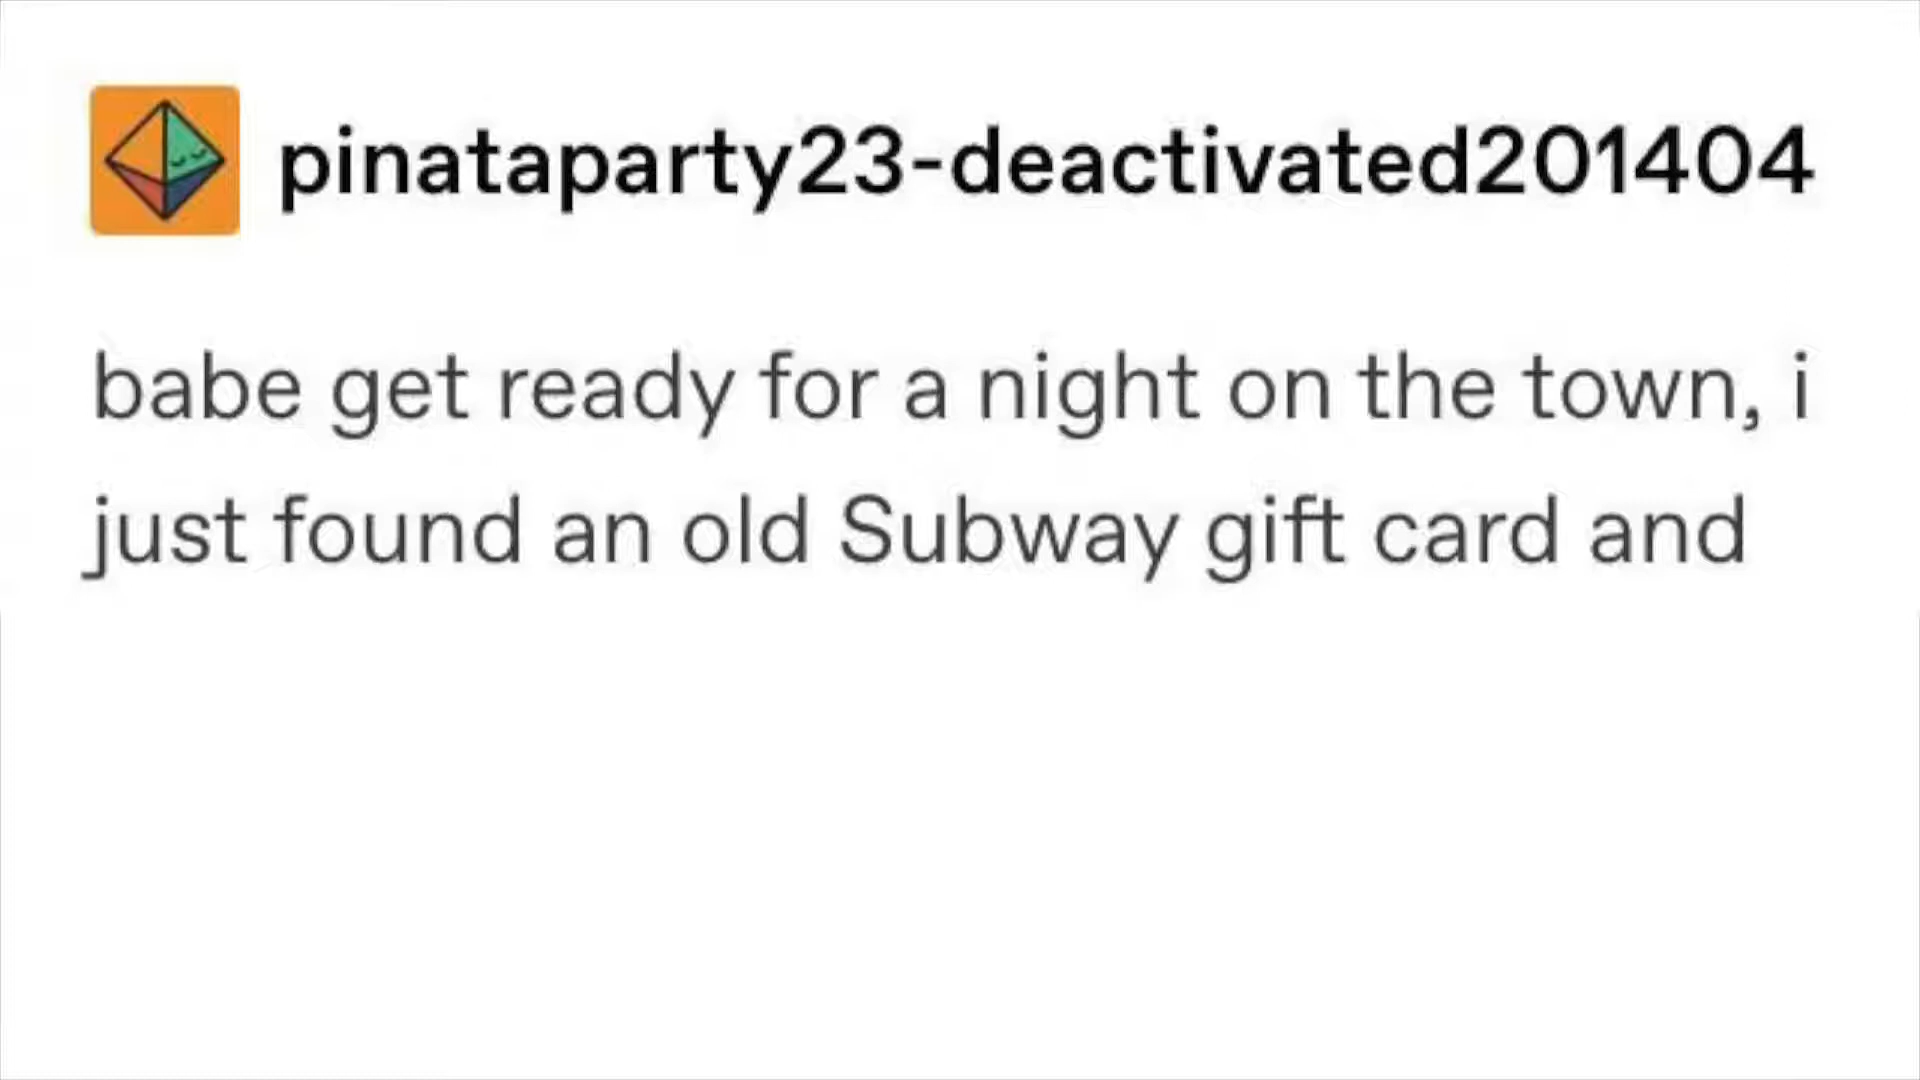 pinataparty23-deactivated201404
babe get ready for a night on the town, i
just found an old Subway gift card and